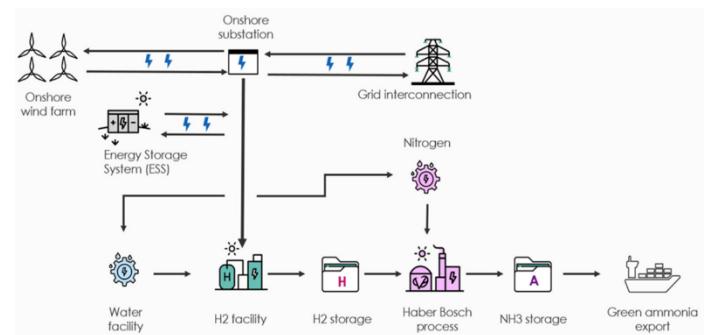 Onshore
substation
Onshore
wind farm
Grid interconnection
Energy Storage
System (ESS)
Nitrogen
H
H
A
Water
facility
H2 facility
H2 storage
Haber Bosch
process
NH3 storage
Green ammonia
export